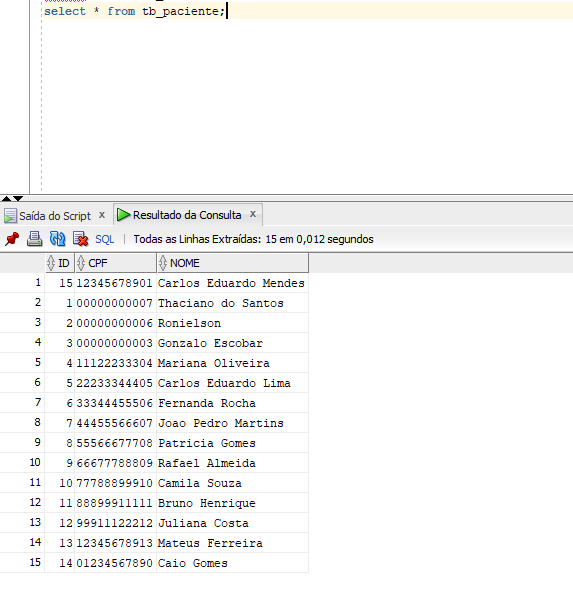 select * from tb_paciente;
Saída do Script x Resultado da Consulta x
SQL | Todas as Linhas Extraídas: 15 em 0,012 segundos
ID CPF NOME
1 15 12345678901 Carlos Eduardo Mendes
2 1 00000000007 Thaciano do Santos
3 2 00000000006 Ronielson
4 3 00000000003 Gonzalo Escobar
5 4 11122233304 Mariana Oliveira
6 5 22233344405 Carlos Eduardo Lima
7 6 33344455506 Fernanda Rocha
8 7 44455566607 Joao Pedro Martins
9 8 55566677708 Patricia Gomes
10 9 66677788809 Rafael Almeida
11 10 77788899910 Camila Souza
12 11 88899911111 Bruno Henrique
13 12 99911122212 Juliana Costa
14 13 12345678913 Mateus Ferreira
15 14 01234567890 Caio Gomes